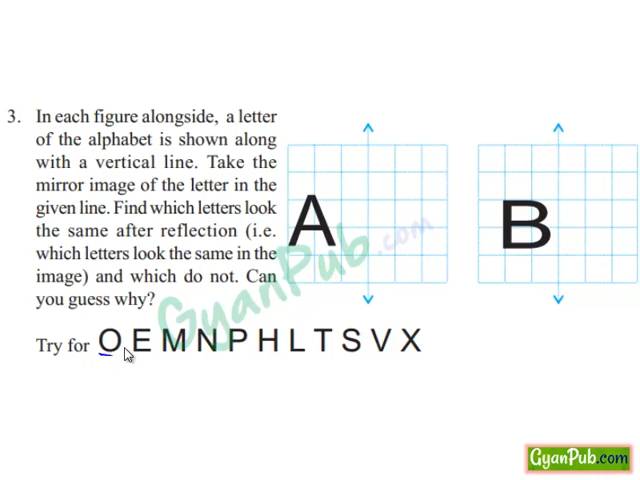 3. In each figure alongside, a letter
of the alphabet is shown along
with a vertical line. Take the
mirror image of the letter in the
given line. Find which letters look
the same after reflection (i.e.
which letters look the same in the
image) and which do not. Can
you guess why?
Try for O E M N P H L T S V X
A
B
GyanPub.com
GyanPub.com